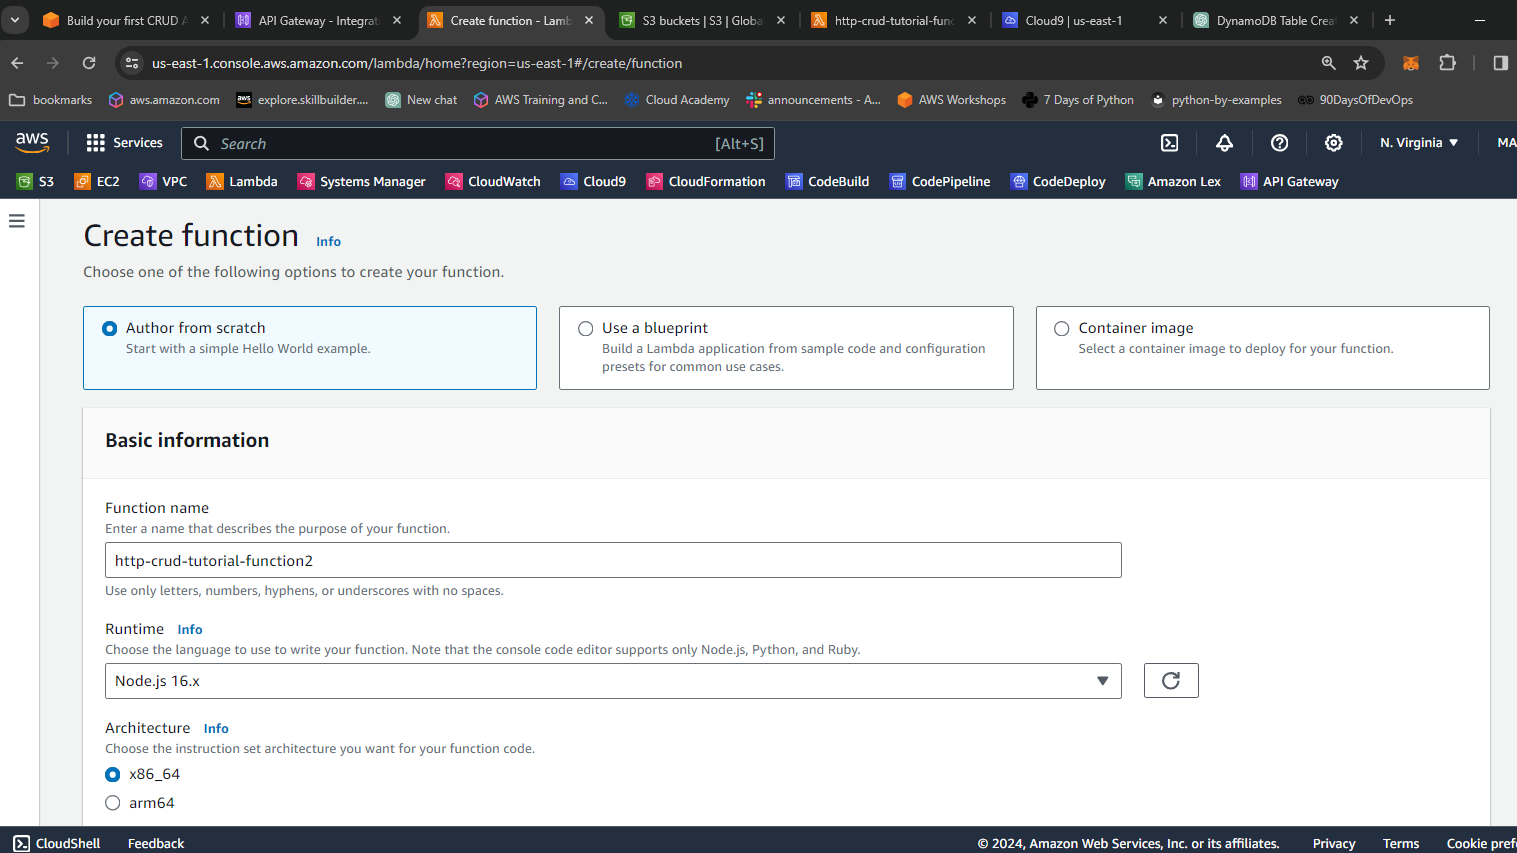 Build your first CRUD A
API Gateway - Integrati
Create function - Lamb
S3 buckets | S3 | Globa
http-crud-tutorial-func
Cloud9 | us-east-1
DynamoDB Table Crea
us-east-1.console.aws.amazon.com/lambda/home?region=us-east-1#/create/function
bookmarks
aws.amazon.com
aws explore.skillbuilder....
New chat
AWS Training and C...
Cloud Academy
announcements - A...
AWS Workshops
7 Days of Python
python-by-examples
90DaysOfDevOps
aws
Services
Search [Alt+S]
N. Virginia
MA
S3
EC2
VPC
Lambda
Systems Manager
CloudWatch
Cloud9
CloudFormation
CodeBuild
CodePipeline
CodeDeploy
Amazon Lex
API Gateway
Create function Info
Choose one of the following options to create your function.
Author from scratch
Start with a simple Hello World example.
Use a blueprint
Build a Lambda application from sample code and configuration
presets for common use cases.
Container image
Select a container image to deploy for your function.
Basic information
Function name
Enter a name that describes the purpose of your function.
http-crud-tutorial-function2
Use only letters, numbers, hyphens, or underscores with no spaces.
Runtime Info
Choose the language to use to write your function. Note that the console code editor supports only Node.js, Python, and Ruby.
Node.js 16.x
Architecture Info
Choose the instruction set architecture you want for your function code.
x86_64
arm64
CloudShell
Feedback
© 2024, Amazon Web Services, Inc. or its affiliates.
Privacy
Terms
Cookie pref